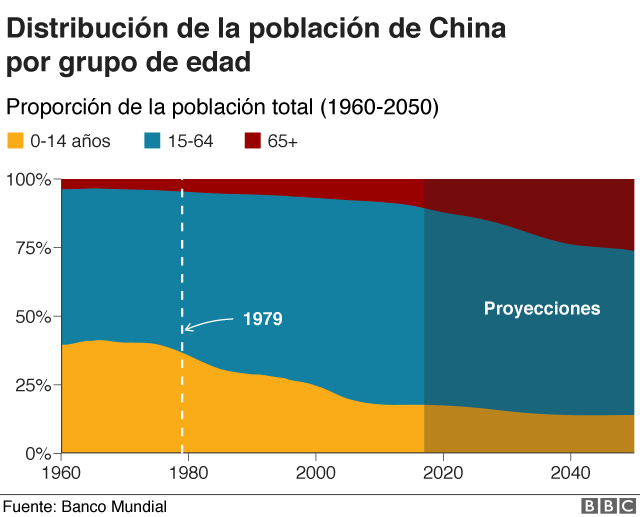 Distribución de la población de China
por grupo de edad
Proporción de la población total (1960-2050)
0-14 años 15-64 65+
100%
75%
50%
25%
0%
1979
Proyecciones
1960 1980 2000 2020 2040
Fuente: Banco Mundial
BBC